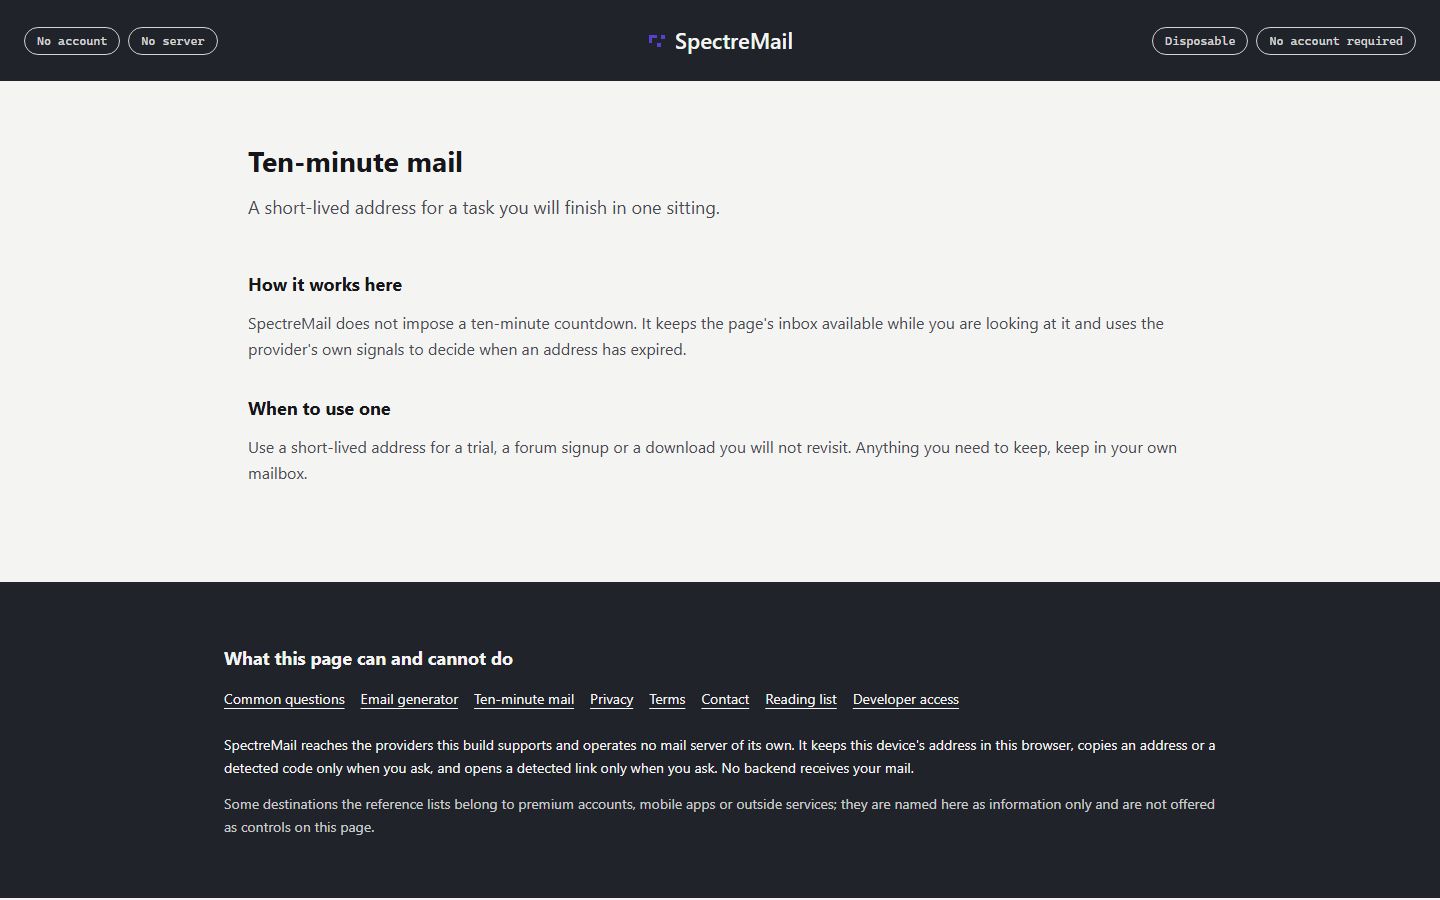 No account
No server
SpectreMail
Disposable
No account required
Ten-minute mail
A short-lived address for a task you will finish in one sitting.
How it works here
SpectreMail does not impose a ten-minute countdown. It keeps the page's inbox available while you are looking at it and uses the
provider's own signals to decide when an address has expired.
When to use one
Use a short-lived address for a trial, a forum signup or a download you will not revisit. Anything you need to keep, keep in your own
mailbox.
What this page can and cannot do
Common questions Email generator Ten-minute mail Privacy Terms Contact Reading list Developer access
SpectreMail reaches the providers this build supports and operates no mail server of its own. It keeps this device's address in this browser, copies an address or a
detected code only when you ask, and opens a detected link only when you ask. No backend receives your mail.
Some destinations the reference lists belong to premium accounts, mobile apps or outside services; they are named here as information only and are not offered
as controls on this page.